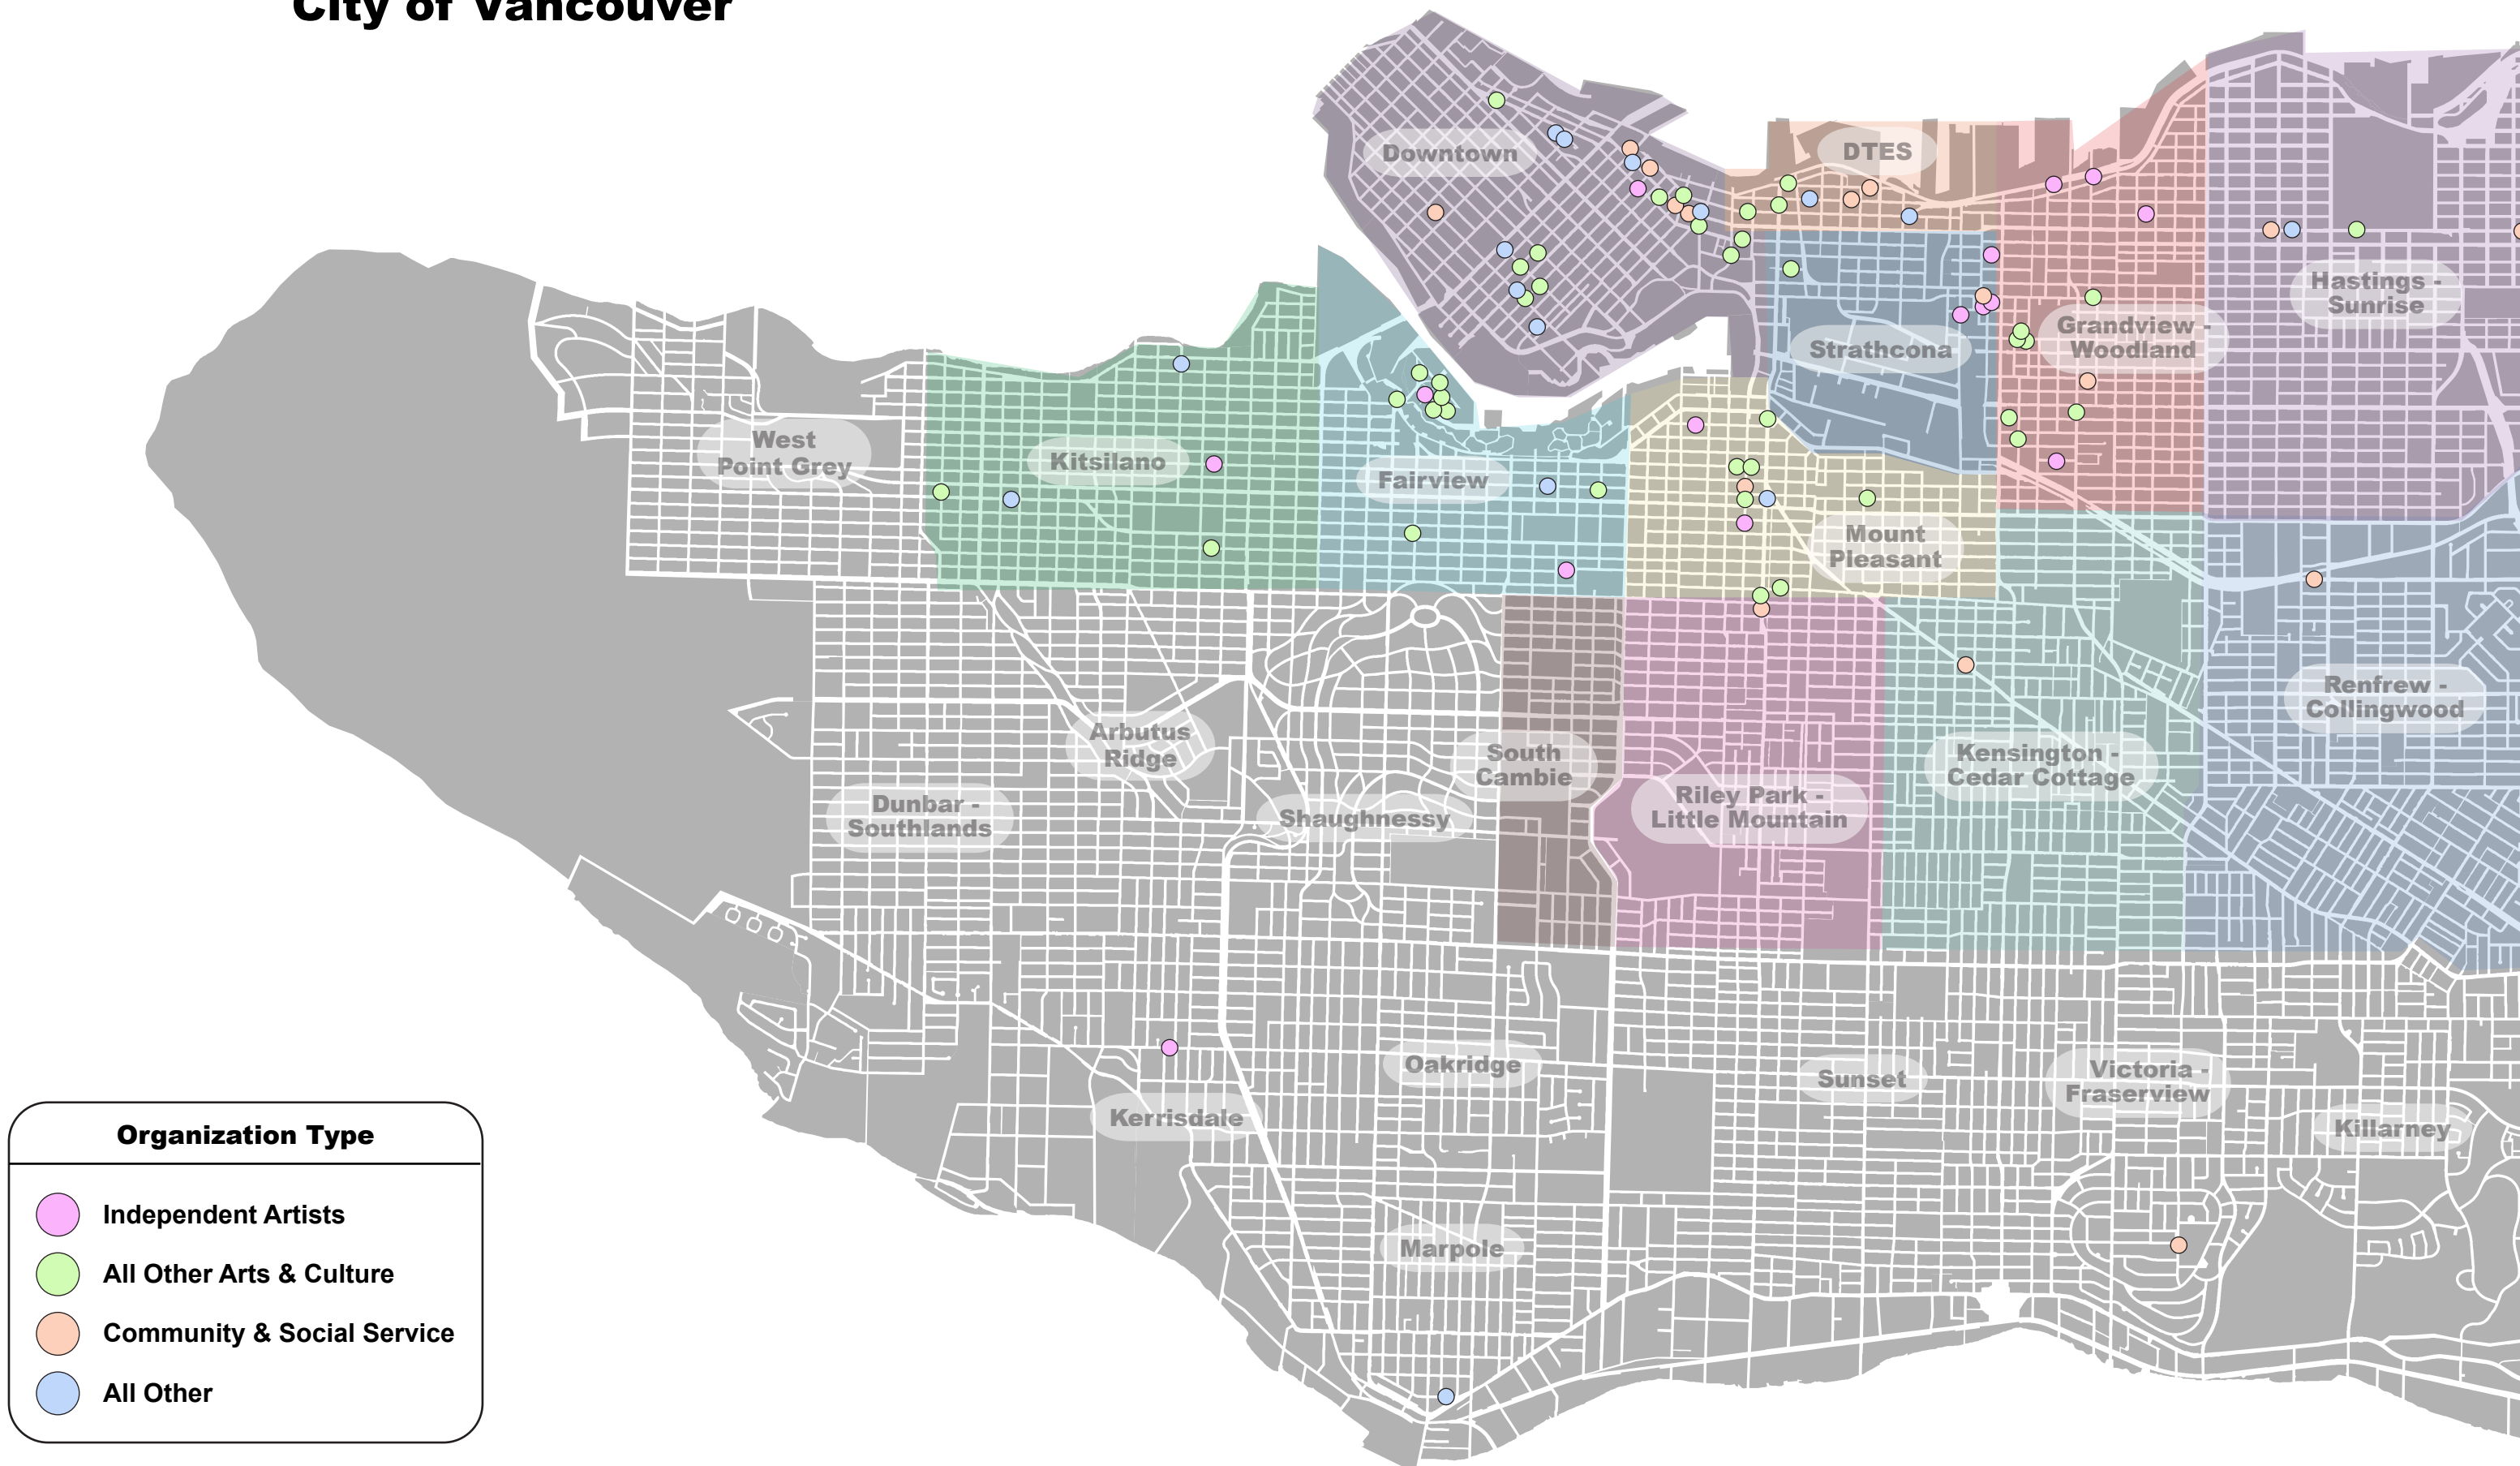 City of Vancouver
Downtown
DTES
Hastings -
Sunrise
Grandview -
Woodland
Strathcona
West
Point Grey
Kitsilano
Fairview
Mount
Pleasant
Renfrew -
Collingwood
Arbutus
Ridge
South
Cambie
Kensington -
Cedar Cottage
Dunbar -
Southlands
Shaughnessy
Riley Park -
Little Mountain
Oakridge
Sunset
Victoria -
Fraserview
Kerrisdale
Killarney
Marpole
Organization Type
Independent Artists
All Other Arts & Culture
Community & Social Service
All Other